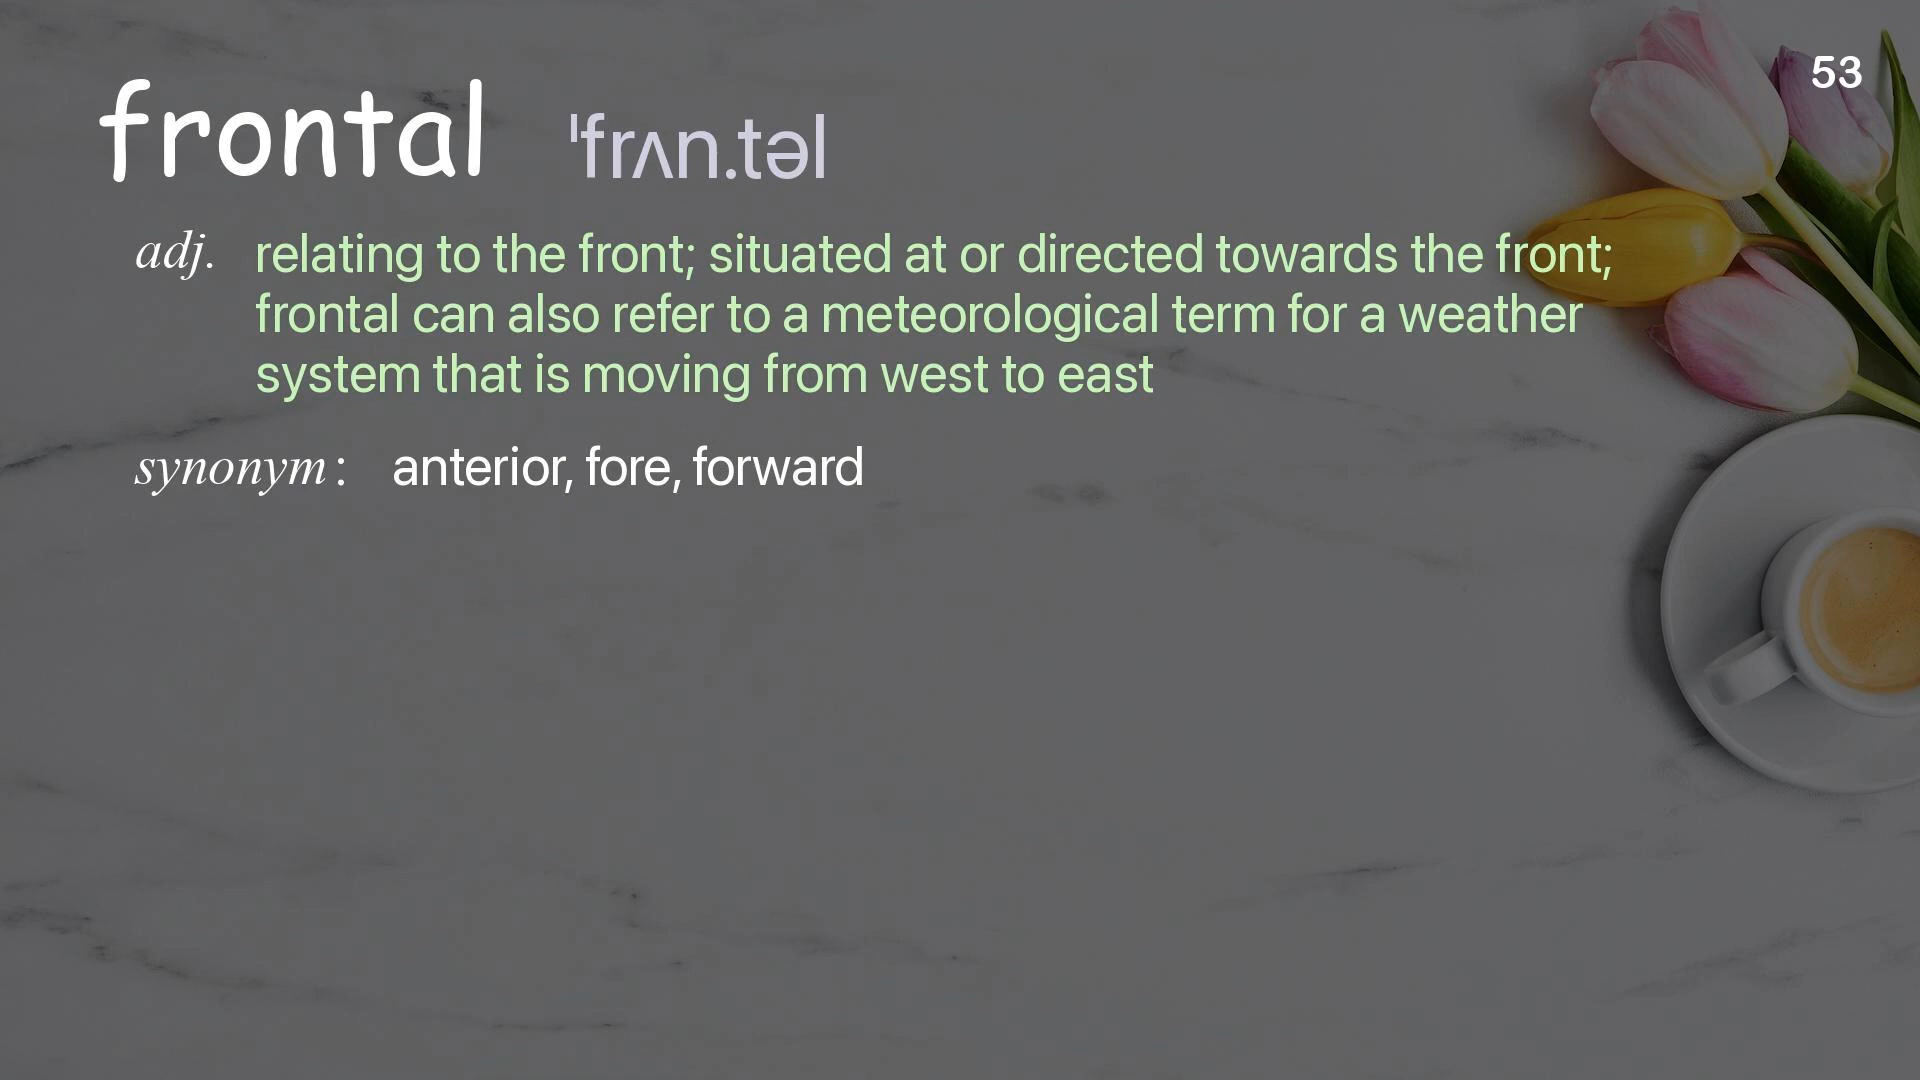 53
frontal ˈfrʌn.təl
adj. relating to the front; situated at or directed towards the front;
frontal can also refer to a meteorological term for a weather
system that is moving from west to east
synonym: anterior, fore, forward